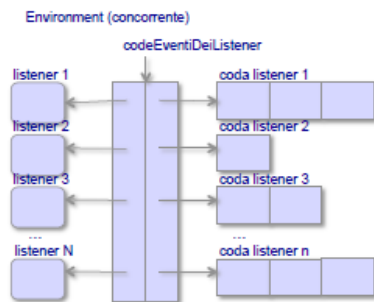 Environment (concorrente)
codeEventiDeiListener
listener 1
coda listener 1
listener 2
coda listener 2
listener 3
coda listener 3
...
...
listener N
coda listener n